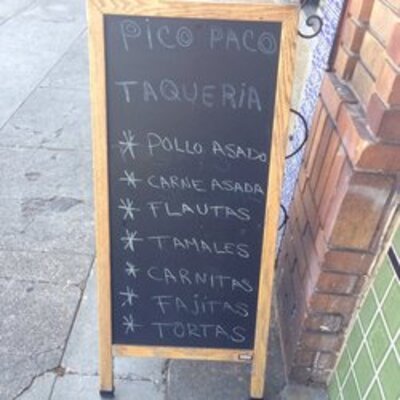 PICO PACO
TAQUERiA
* POLLO ASADO
* CARNE ASADA
* FLAUTAS
* TAMALES
* CARNITAS
* FAJiTAS
* TORTAS